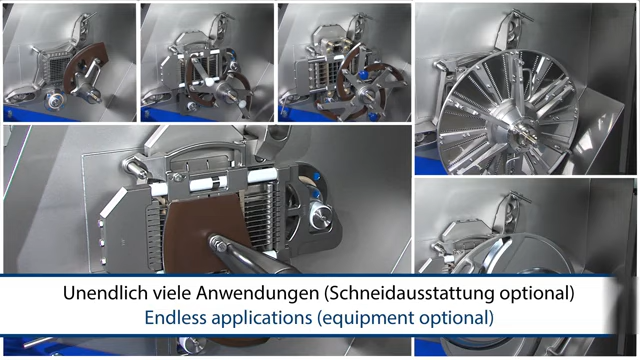 Unendlich viele Anwendungen (Schneidausstattung optional)
Endless applications (equipment optional)